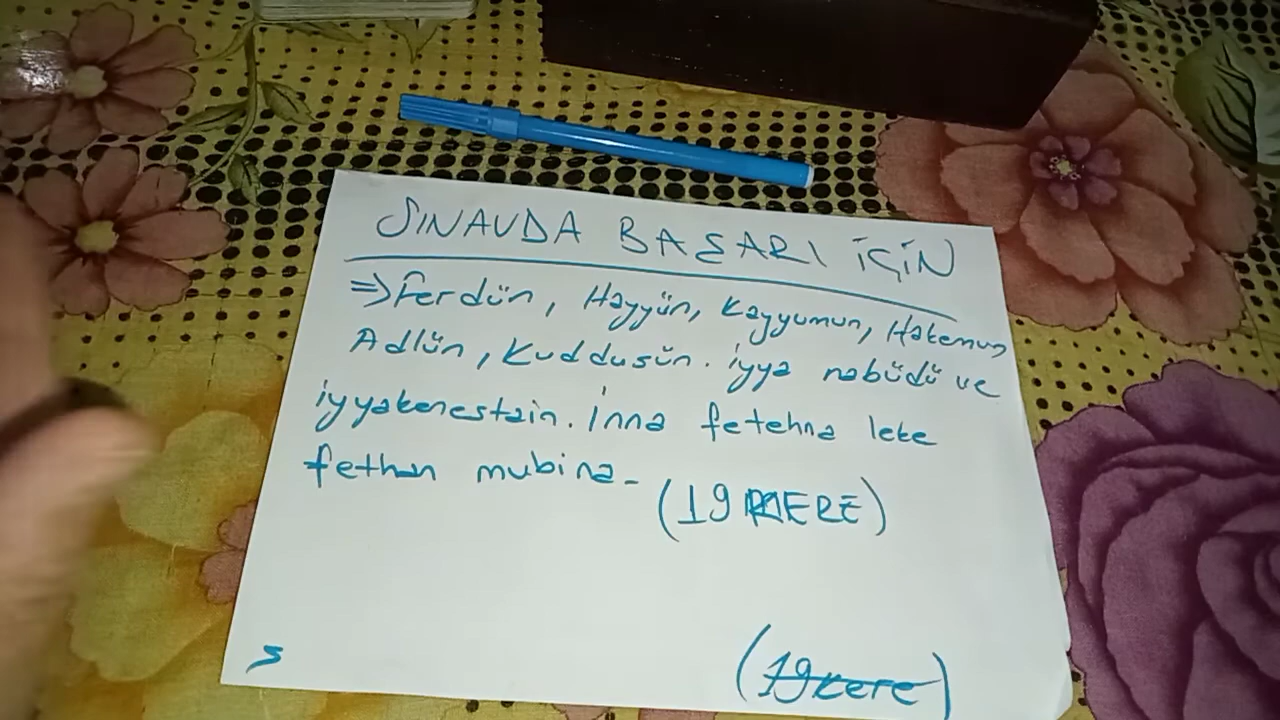 SINAVDA BAŞARI İÇİN
⇒ Ferdün, Hayyün, Kayyumun, Hakemun,
Adlün, Kuddusün. İyya nabüdü ve
iyyakenestain. İnna fetehna leke
fethan mubina.
(19 KERE)
(19 kere)